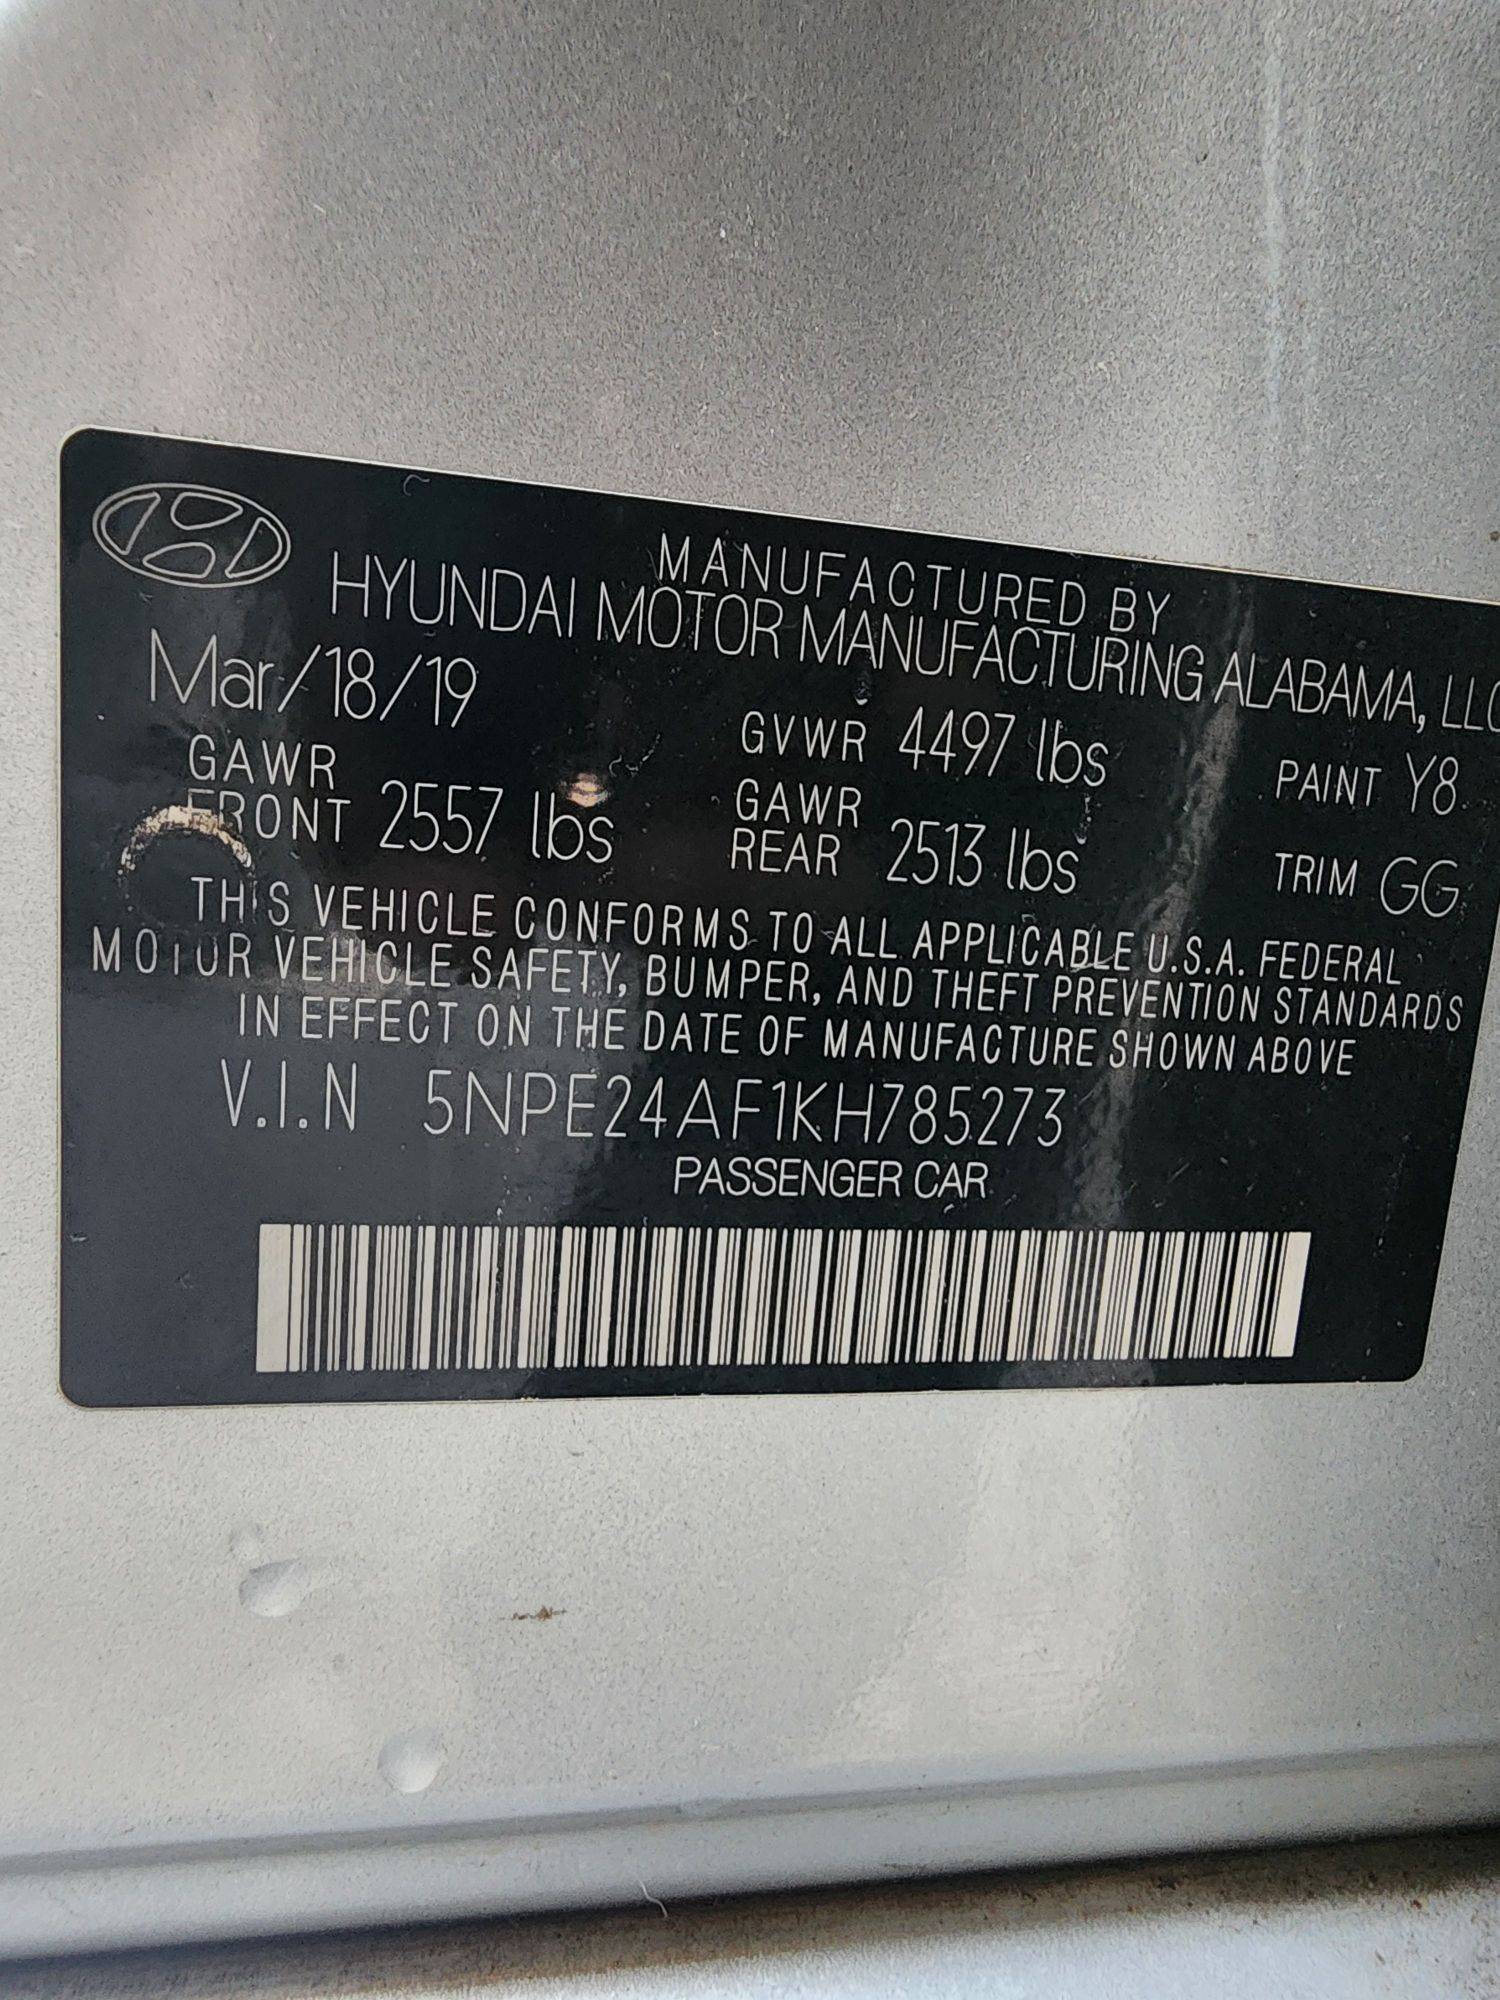 MANUFACTURED BY
HYUNDAI MOTOR MANUFACTURING ALABAMA, LLC
Mar/18/19
GVWR 4497 lbs
PAINT Y8
GAWR
FRONT 2557 lbs
GAWR
REAR 2513 lbs
TRIM GG
THIS VEHICLE CONFORMS TO ALL APPLICABLE U.S.A. FEDERAL
MOTOR VEHICLE SAFETY, BUMPER, AND THEFT PREVENTION STANDARDS
IN EFFECT ON THE DATE OF MANUFACTURE SHOWN ABOVE
V.I.N 5NPE24AF1KH785273
PASSENGER CAR